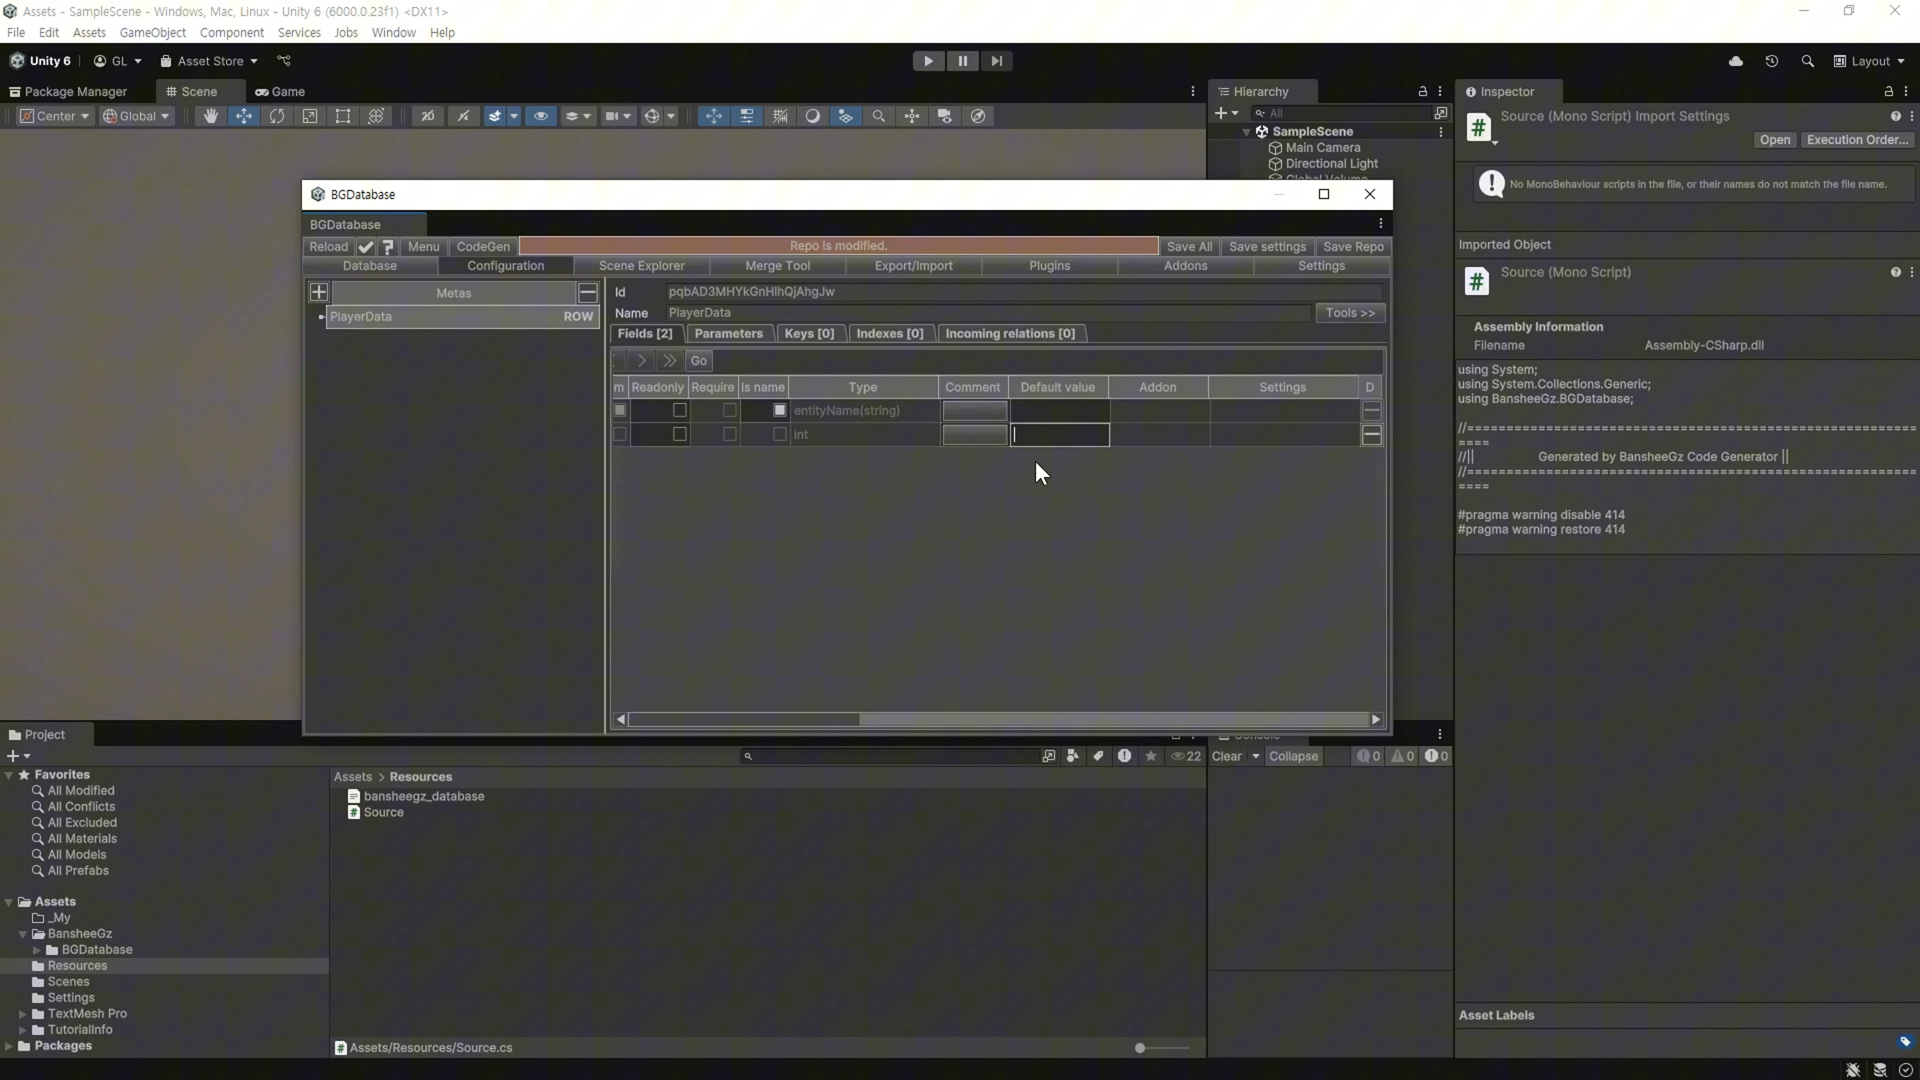 Assets - SampleScene - Windows, Mac, Linux - Unity 6 (6000.0.23f1) <DX11>
File Edit Assets GameObject Component Services Jobs Window Help
Unity 6 GL Asset Store Layout
Package Manager Scene Game
Center Global
Hierarchy
All
SampleScene
Main Camera
Directional Light
Inspector
Source (Mono Script) Import Settings
Open Execution Order...
No MonoBehaviour scripts in the file, or their names do not match the file name.
Imported Object
Source (Mono Script)
Assembly Information
Filename Assembly-CSharp.dll
using System;
using System.Collections.Generic;
using BansheeGz.BGDatabase;
//||
Generated by BansheeGz Code Generator ||
#pragma warning disable 414
#pragma warning restore 414
Asset Labels
BGDatabase
BGDatabase
Reload Menu CodeGen Repo is modified. Save All Save settings Save Repo
Database Configuration Scene Explorer Merge Tool Export/Import Plugins Addons Settings
Metas
PlayerData ROW
Id pqbAD3MHYkGnHlhQjAhgJw
Name PlayerData Tools >>
Fields [2] Parameters Keys [0] Indexes [0] Incoming relations [0]
> >> Go
m Readonly Require Is name Type Comment Default value Addon Settings D
entityName(string)
int
Project
22
Favorites
All Modified
All Conflicts
All Excluded
All Materials
All Models
All Prefabs
Assets
_My
BansheeGz
BGDatabase
Resources
Scenes
Settings
TextMesh Pro
TutorialInfo
Packages
Assets > Resources
bansheegz_database
Source
Assets/Resources/Source.cs
Clear Collapse 0 0 0